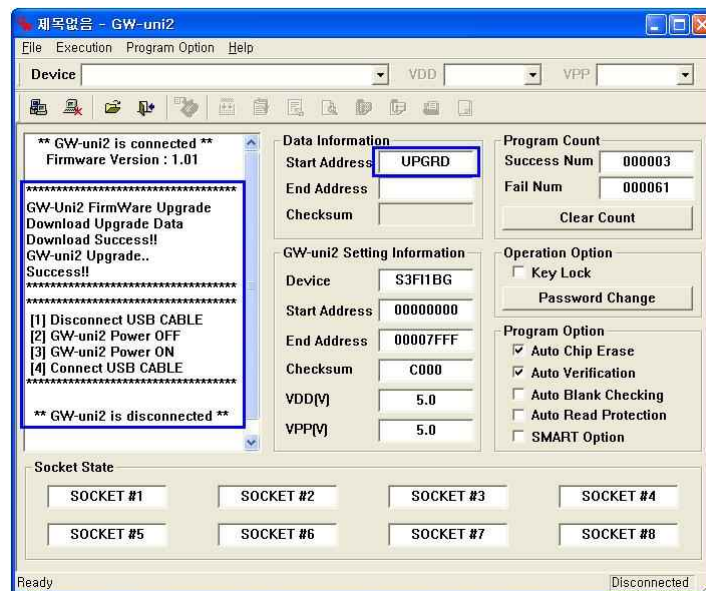 제목없음 - GW-uni2
File Execution Program Option Help
Device VDD VPP
** GW-uni2 is connected **
Firmware Version : 1.01
***********************************
GW-Uni2 FirmWare Upgrade
Download Upgrade Data
Download Success!!
GW-uni2 Upgrade..
Success!!
***********************************
***********************************
[1] Disconnect USB CABLE
[2] GW-uni2 Power OFF
[3] GW-uni2 Power ON
[4] Connect USB CABLE
***********************************
** GW-uni2 is disconnected **
Data Information
Start Address UPGRD
End Address
Checksum
GW-uni2 Setting Information
Device S3FI1BG
Start Address 00000000
End Address 00007FFF
Checksum C000
VDD(V) 5.0
VPP(V) 5.0
Program Count
Success Num 000003
Fail Num 000061
Clear Count
Operation Option
Key Lock
Password Change
Program Option
Auto Chip Erase
Auto Verification
Auto Blank Checking
Auto Read Protection
SMART Option
Socket State
SOCKET #1 SOCKET #2 SOCKET #3 SOCKET #4
SOCKET #5 SOCKET #6 SOCKET #7 SOCKET #8
Ready Disconnected